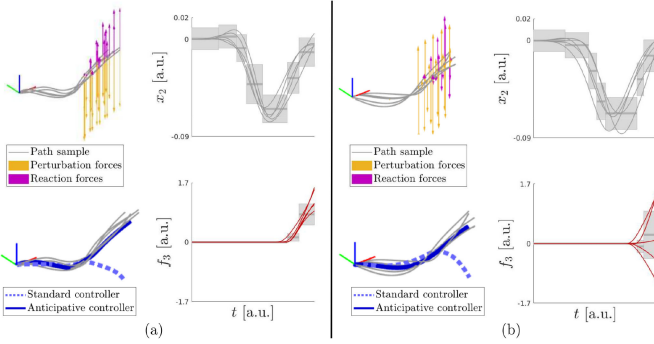 0.02
0
x₂ [a.u.]
-0.09
Path sample
Perturbation forces
Reaction forces
1.7
0
f₃ [a.u.]
-1.7
Standard controller
Anticipative controller
t [a.u.]
(a)
0.02
0
x₂ [a.u.]
-0.09
Path sample
Perturbation forces
Reaction forces
1.7
0
f₃ [a.u.]
-1.7
Standard controller
Anticipative controller
t [a.u.]
(b)